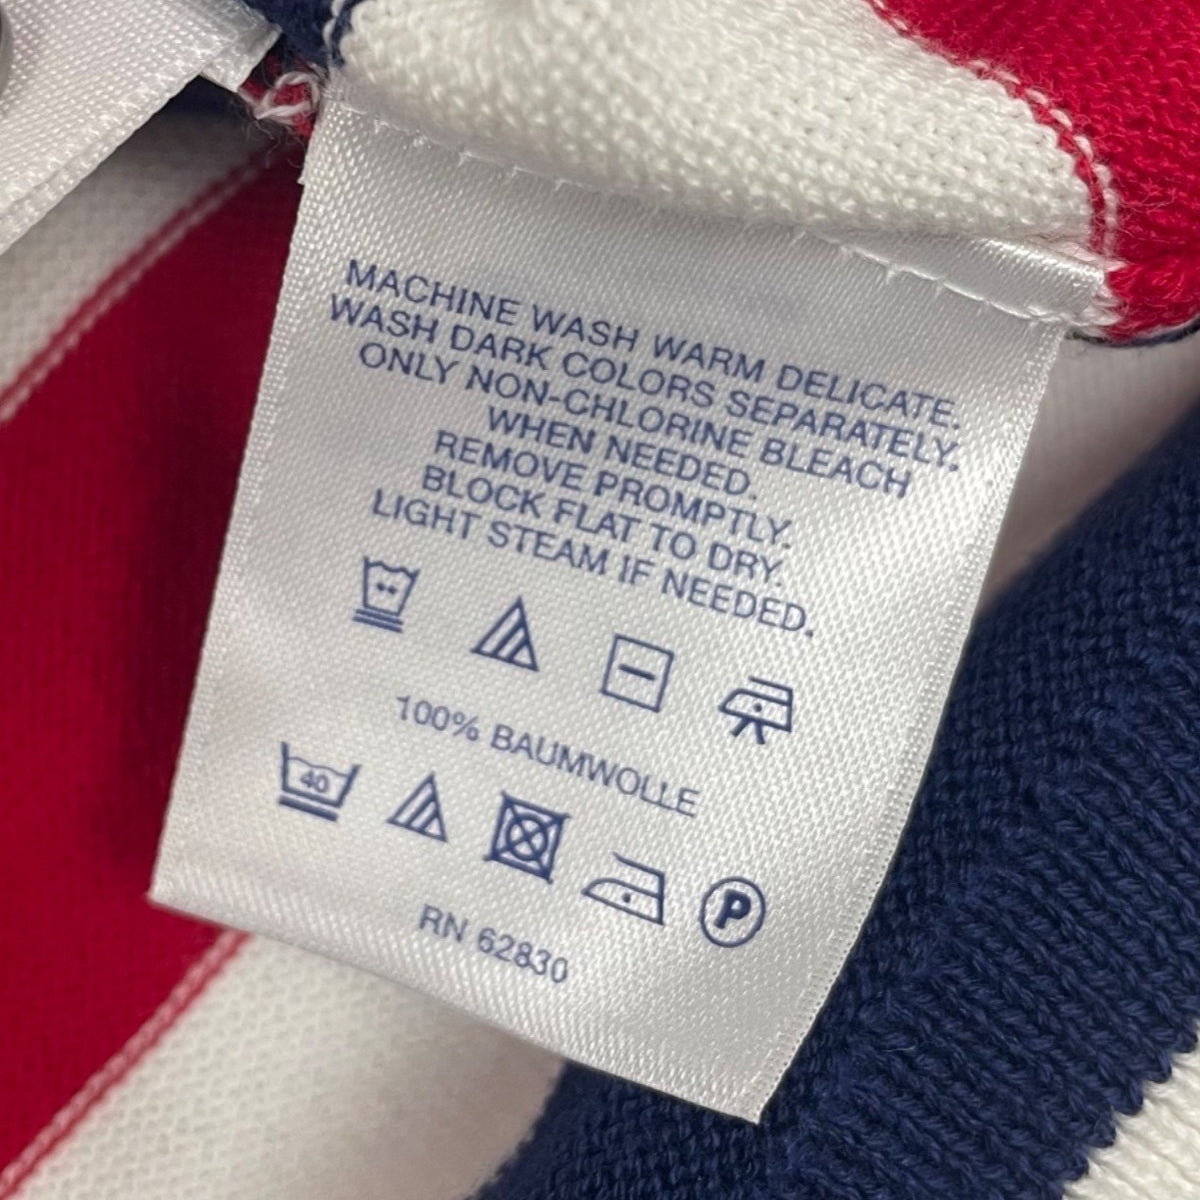 MACHINE WASH WARM DELICATE.
WASH DARK COLORS SEPARATELY.
ONLY NON-CHLORINE BLEACH
WHEN NEEDED.
REMOVE PROMPTLY.
BLOCK FLAT TO DRY.
LIGHT STEAM IF NEEDED.
100% BAUMWOLLE
40
P
RN 62830